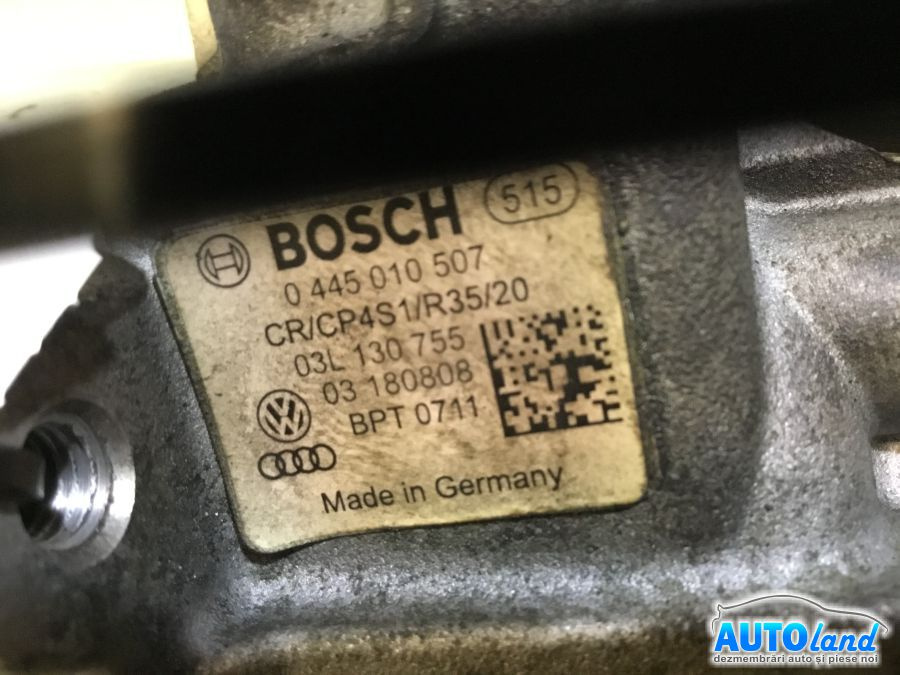 BOSCH 515
0 445 010 507
CR/CP4S1/R35/20
03L 130 755
03 180808
BPT 0711
Made in Germany
AUTOland
dezmembrări auto și piese noi